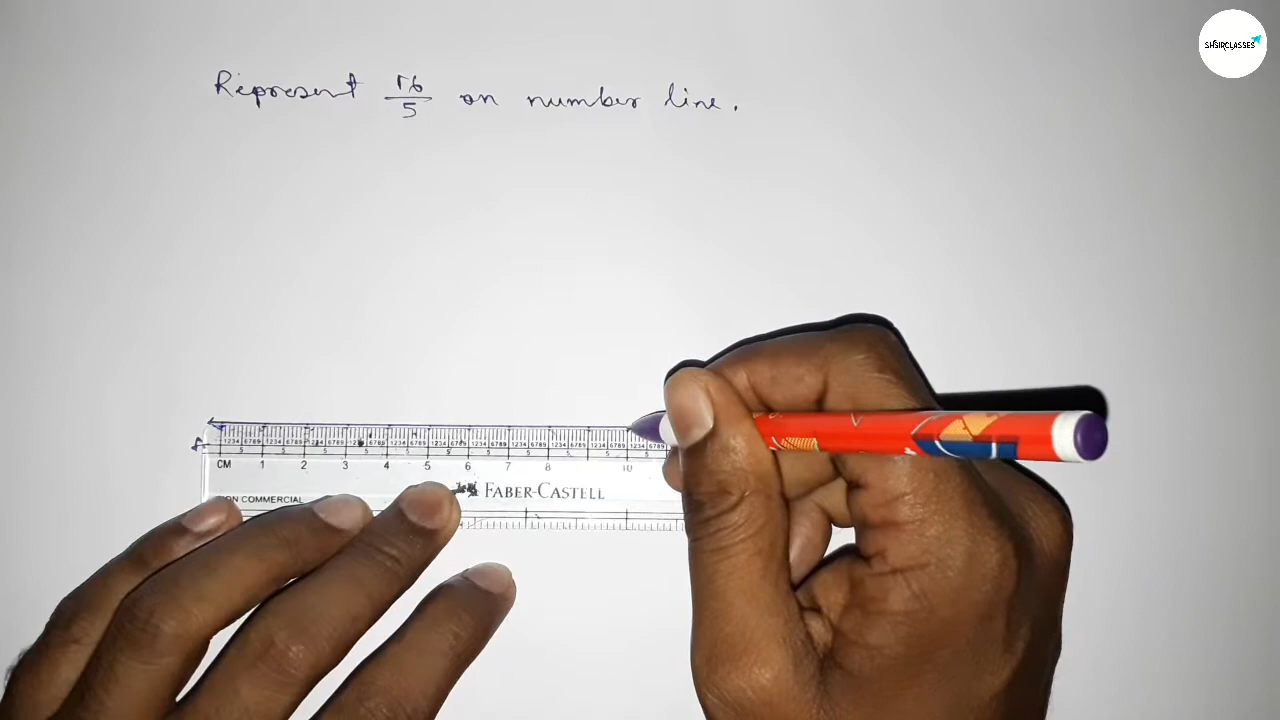 SHSIRCLASSES
Represent 16/5 on number line.
CM 1 2 3 4 5 6 7 8 9 10
NON COMMERCIAL
FABER-CASTELL